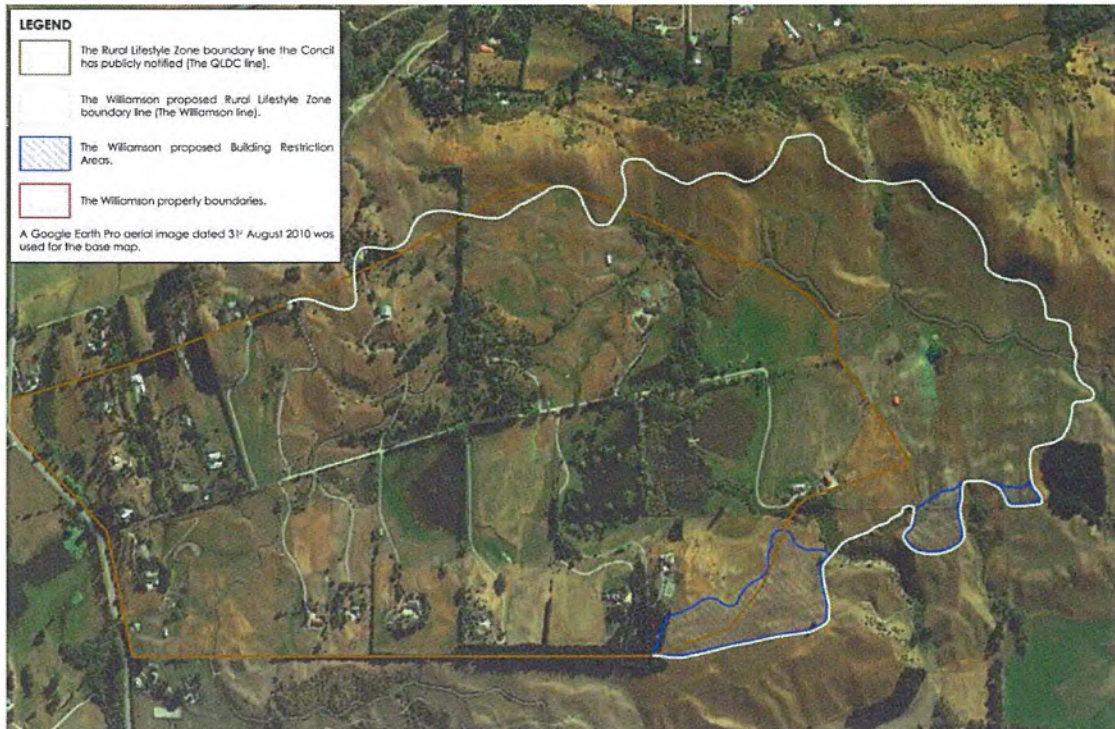 LEGEND
The Rural Lifestyle Zone boundary line the Concil
has publicly notified (The QLDC line).
The Williamson proposed Rural Lifestyle Zone
boundary line (The Williamson line).
The Williamson proposed Building Restriction
Areas.
The Williamson property boundaries.
A Google Earth Pro aerial image dated 31st August 2010 was
used for the base map.